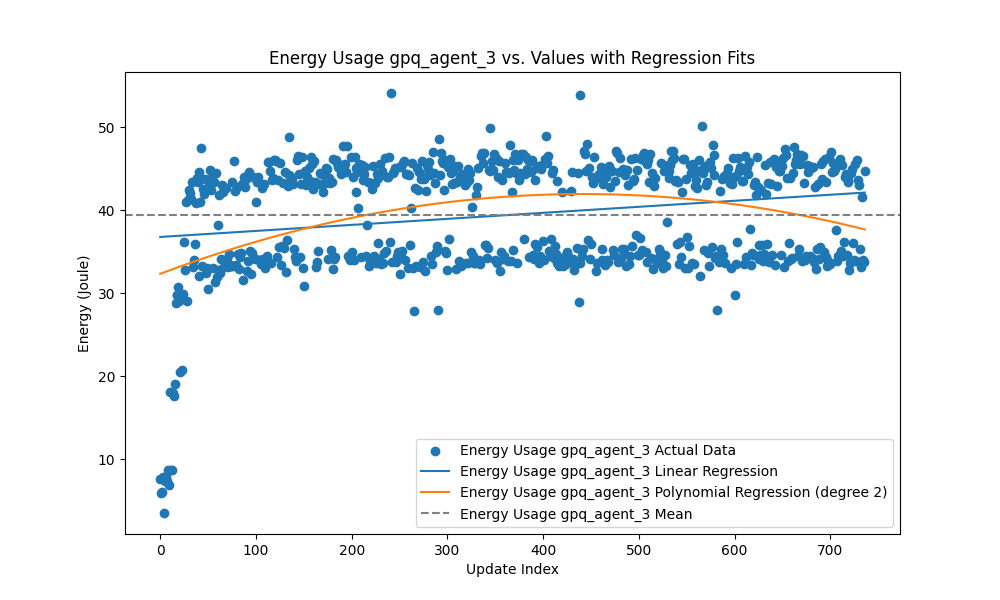 Energy Usage gpq_agent_3 vs. Values with Regression Fits
Energy (Joule)
50
40
30
20
10
Energy Usage gpq_agent_3 Actual Data
Energy Usage gpq_agent_3 Linear Regression
Energy Usage gpq_agent_3 Polynomial Regression (degree 2)
Energy Usage gpq_agent_3 Mean
0 100 200 300 400 500 600 700
Update Index